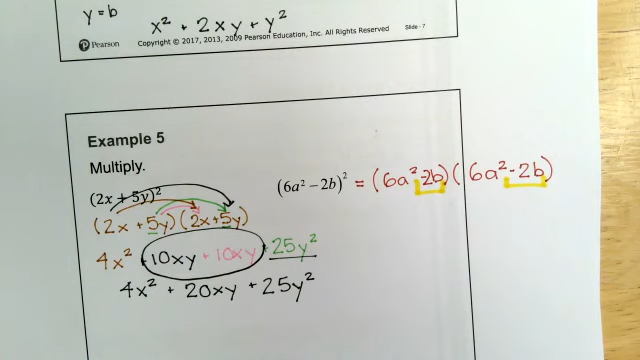 y = b
x² + 2xy + y²
Pearson
Copyright © 2017, 2013, 2009 Pearson Education, Inc. All Rights Reserved
Slide - 7
Example 5
Multiply.
(2x + 5y)²
(6a² – 2b)² = (6a² - 2b)(6a² - 2b)
(2x + 5y)(2x + 5y)
4x² + 10xy + 10xy + 25y²
4x² + 20xy + 25y²